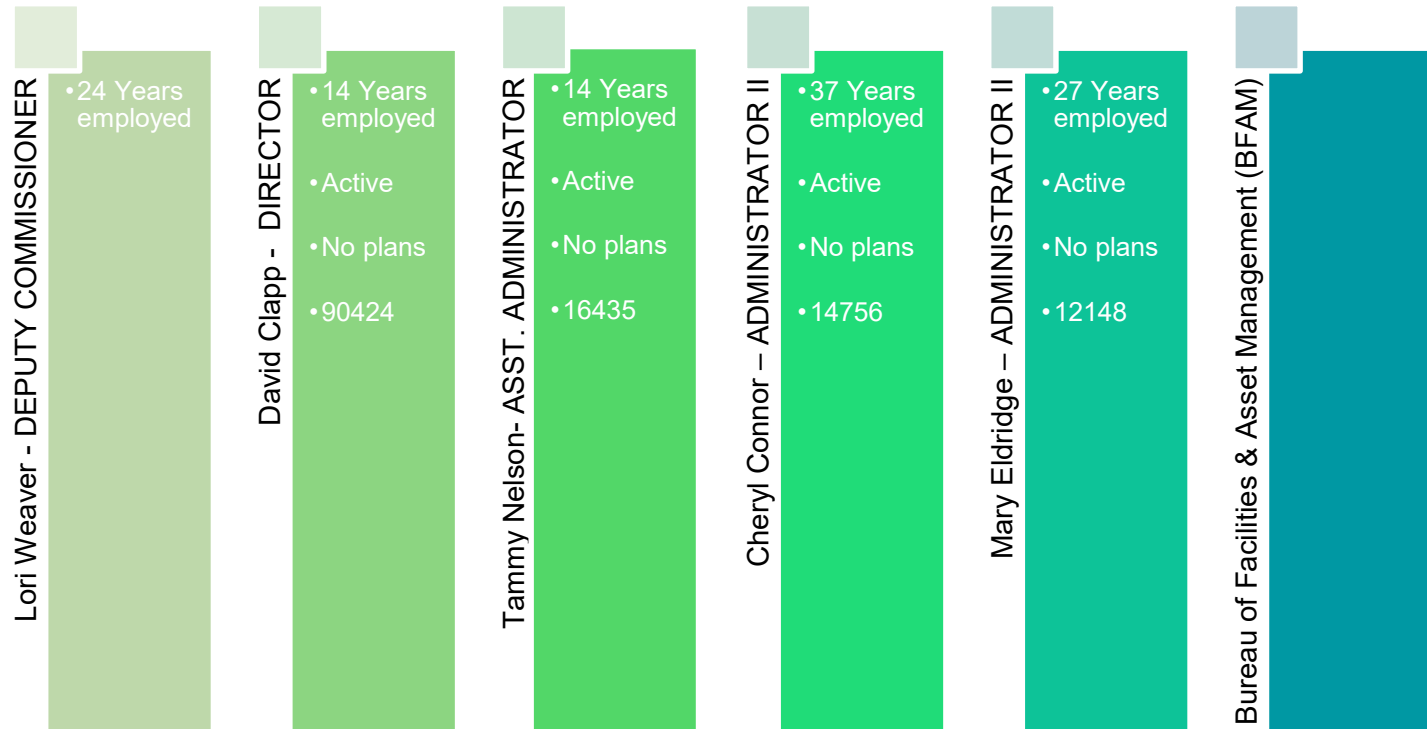 Lori Weaver - DEPUTY COMMISSIONER
•24 Years
employed
David Clapp - DIRECTOR
•14 Years
employed
•Active
•No plans
•90424
Tammy Nelson- ASST. ADMINISTRATOR
•14 Years
employed
•Active
•No plans
•16435
Cheryl Connor – ADMINISTRATOR II
•37 Years
employed
•Active
•No plans
•14756
Mary Eldridge – ADMINISTRATOR II
•27 Years
employed
•Active
•No plans
•12148
Bureau of Facilities & Asset Management (BFAM)